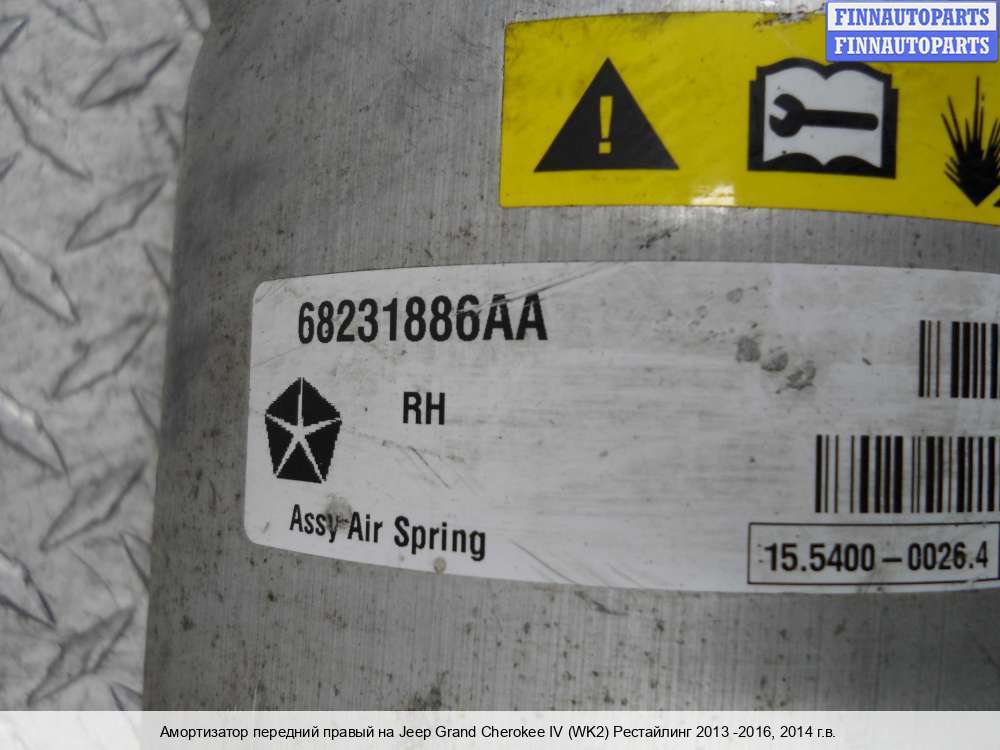 FINNAUTOPARTS
FINNAUTOPARTS
68231886AA
RH
Assy Air Spring
15.5400-0026.4
Амортизатор передний правый на Jeep Grand Cherokee IV (WK2) Рестайлинг 2013 -2016, 2014 г.в.